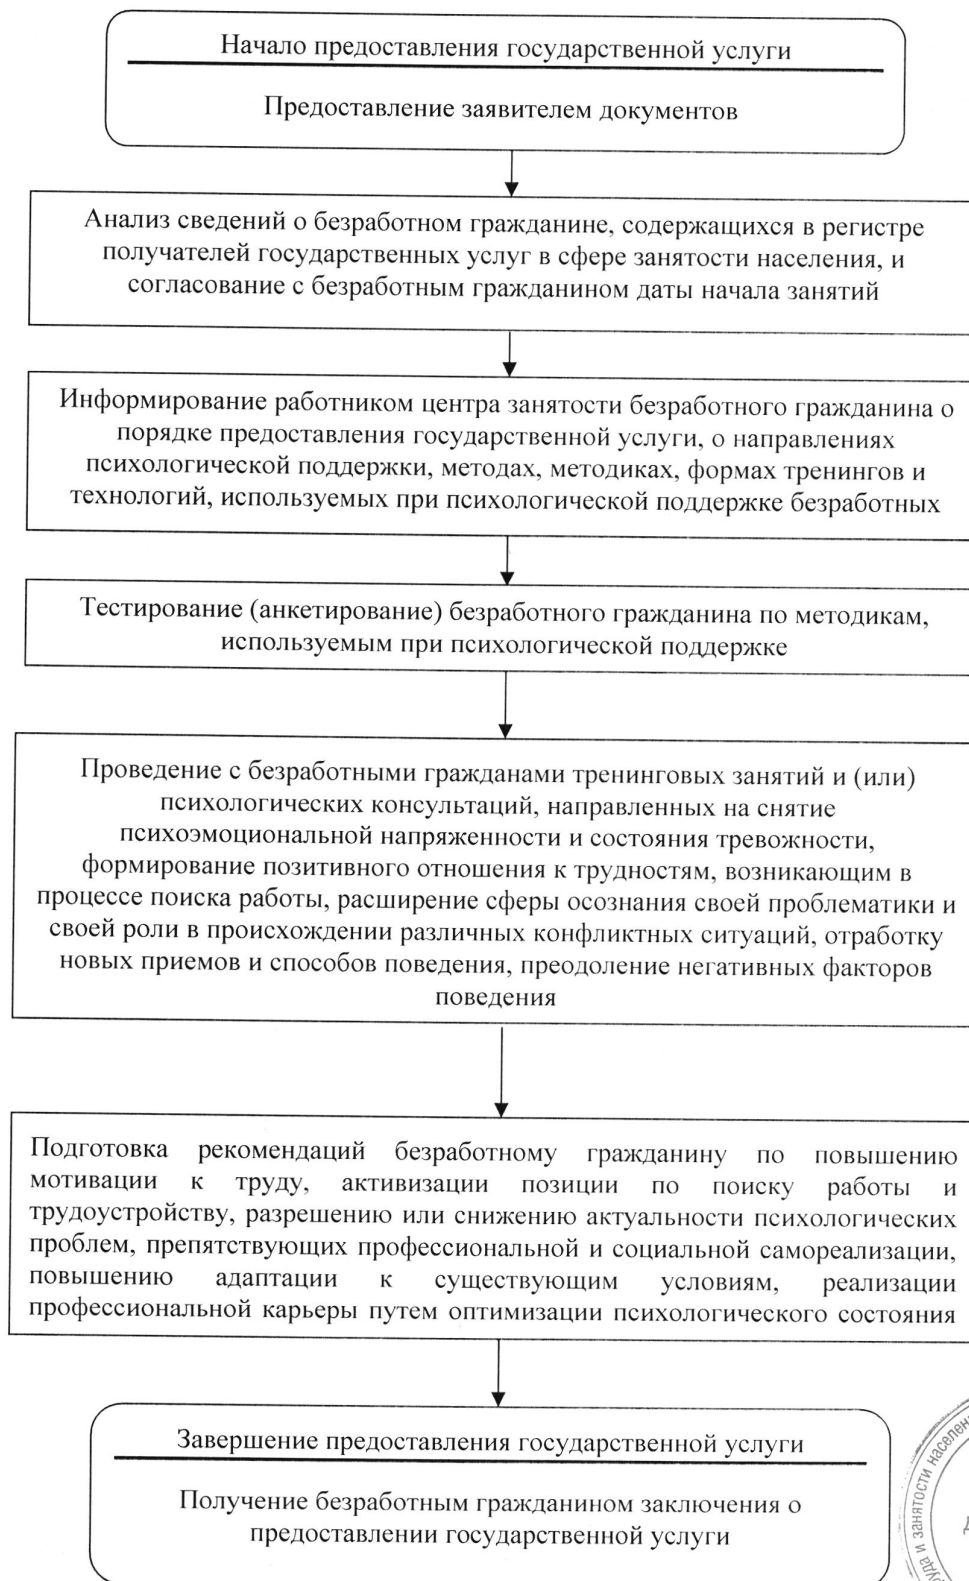 Начало предоставления государственной услуги
Предоставление заявителем документов
Анализ сведений о безработном гражданине, содержащихся в регистре
получателей государственных услуг в сфере занятости населения, и
согласование с безработным гражданином даты начала занятий
Информирование работником центра занятости безработного гражданина о
порядке предоставления государственной услуги, о направлениях
психологической поддержки, методах, методиках, формах тренингов и
технологий, используемых при психологической поддержке безработных
Тестирование (анкетирование) безработного гражданина по методикам,
используемым при психологической поддержке
Проведение с безработными гражданами тренинговых занятий и (или)
психологических консультаций, направленных на снятие
психоэмоциональной напряженности и состояния тревожности,
формирование позитивного отношения к трудностям, возникающим в
процессе поиска работы, расширение сферы осознания своей проблематики и
своей роли в происхождении различных конфликтных ситуаций, отработку
новых приемов и способов поведения, преодоление негативных факторов
поведения
Подготовка рекомендаций безработному гражданину по повышению
мотивации к труду, активизации позиции по поиску работы и
трудоустройству, разрешению или снижению актуальности психологических
проблем, препятствующих профессиональной и социальной самореализации,
повышению адаптации к существующим условиям, реализации
профессиональной карьеры путем оптимизации психологического состояния
Завершение предоставления государственной услуги
Получение безработным гражданином заключения о
предоставлении государственной услуги
и занятости